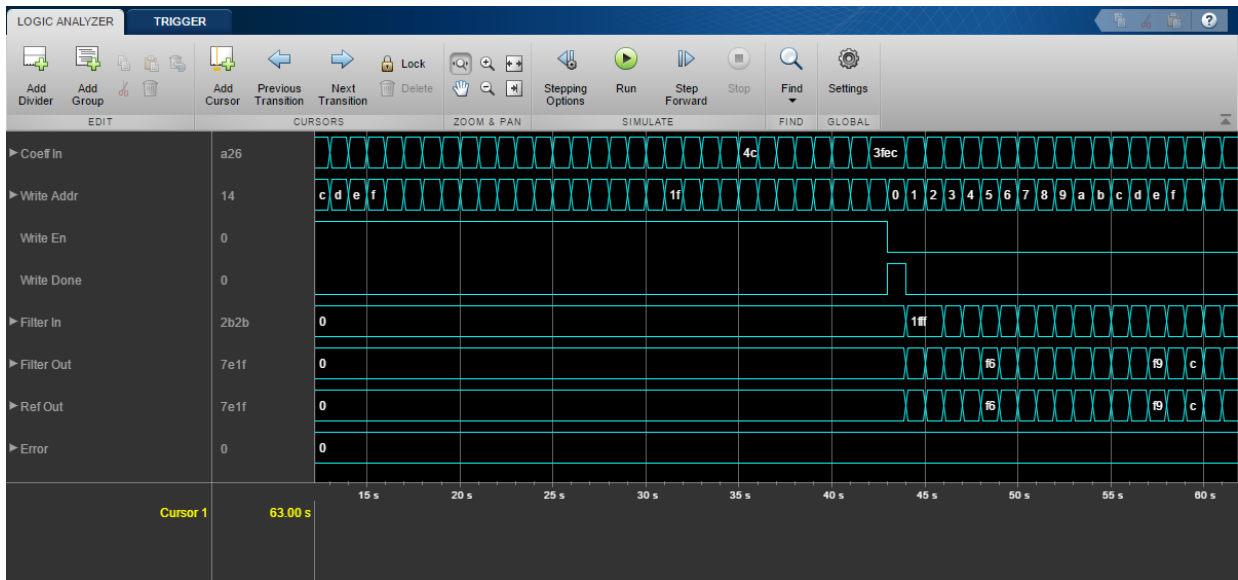 LOGIC ANALYZER TRIGGER
?
Add Divider
Add Group
EDIT
Add Cursor
Previous Transition
Next Transition
Lock
Delete
CURSORS
ZOOM & PAN
Stepping Options
Run
Step Forward
Stop
SIMULATE
Find
FIND
Settings
GLOBAL
Coeff In a26 4c 3fec
Write Addr 14 c d e f 1f 0 1 2 3 4 5 6 7 8 9 a b c d e f
Write En 0
Write Done 0
Filter In 2b2b 0 1fff
Filter Out 7e1f 0 f6 f9 c
Ref Out 7e1f 0 f6 f9 c
Error 0 0
15 s 20 s 25 s 30 s 35 s 40 s 45 s 50 s 55 s 60 s
Cursor 1 63.00 s